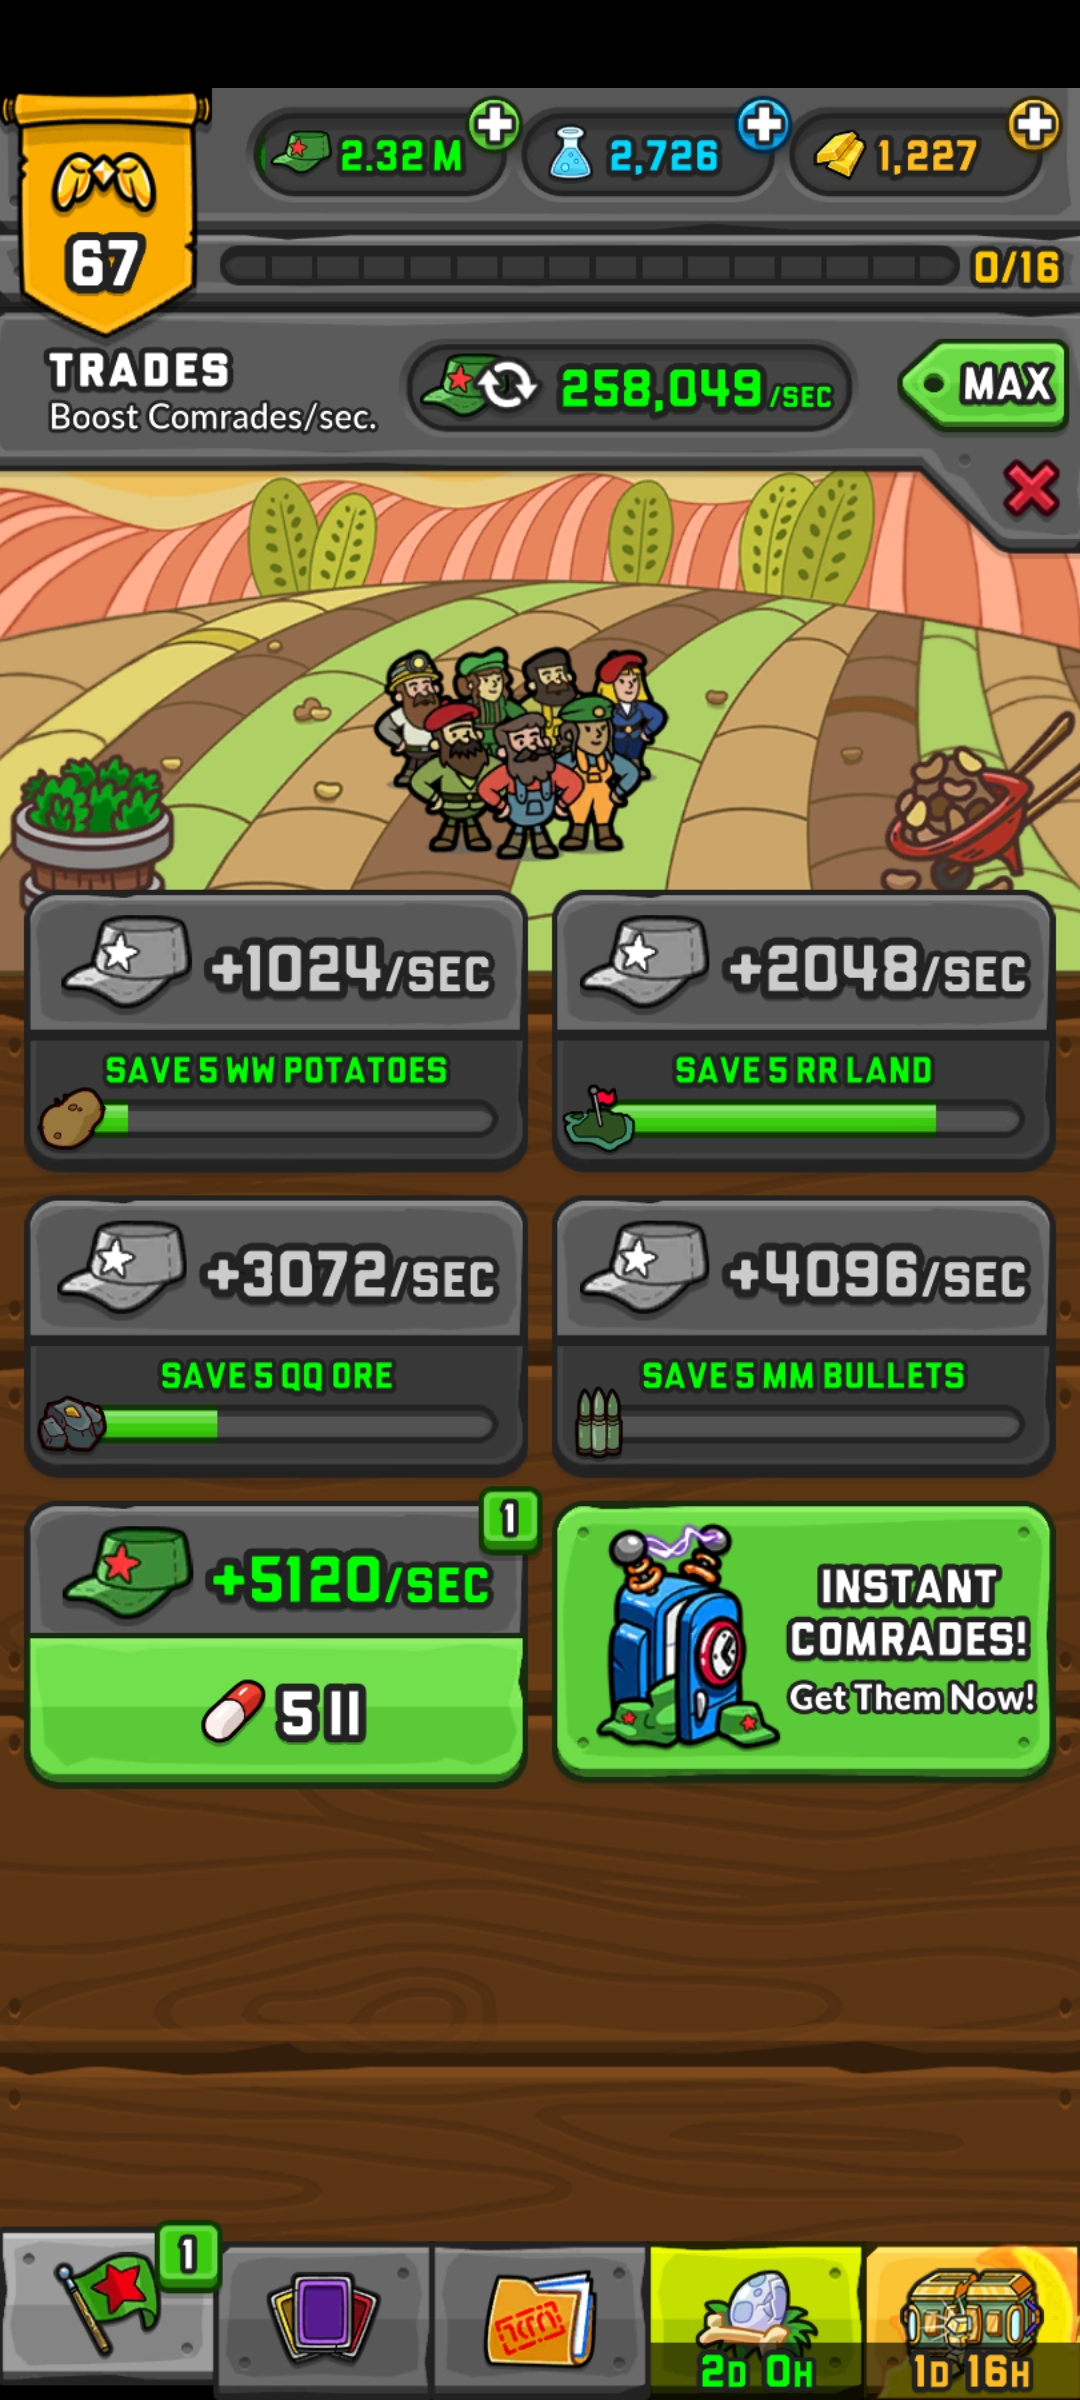 2.32 M
2,726
1,227
67
0/16
TRADES
Boost Comrades/sec.
258,049/SEC
MAX
+1024/SEC
+2048/SEC
SAVE 5 WW POTATOES
SAVE 5 RR LAND
+3072/SEC
+4096/SEC
SAVE 5 QQ ORE
SAVE 5 MM BULLETS
1
+5120/SEC
5 II
INSTANT
COMRADES!
Get Them Now!
1
2D 0H
1D 16H